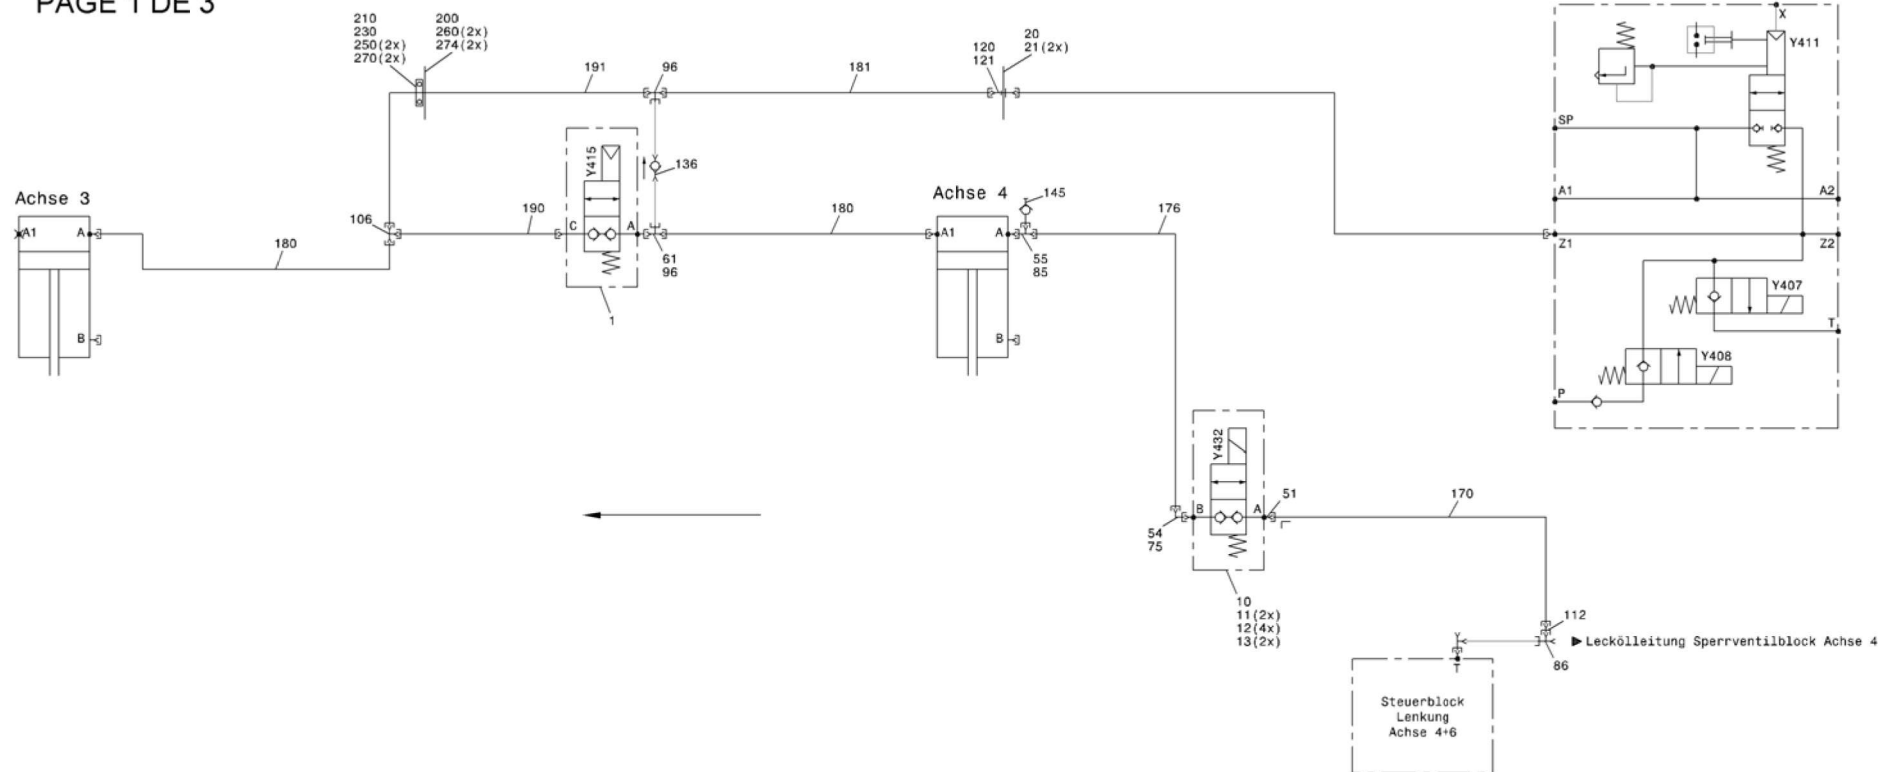 PAGE 1 DE 3
210
230
250(2x)
270(2x)
200
260(2x)
274(2x)
191
96
181
120
121
20
21(2x)
X
Y411
SP
A1
A2
Z1
Z2
Y407
T
Y408
P
Achse 3
A1
A
B
180
106
190
Y415
C
A
1
136
61
96
180
Achse 4
A1
A
B
145
55
85
176
Y432
B
A
54
75
51
170
10
11(2x)
12(4x)
13(2x)
112
Leckölleitung Sperrventilblock Achse 4
86
T
Steuerblock
Lenkung
Achse 4+6